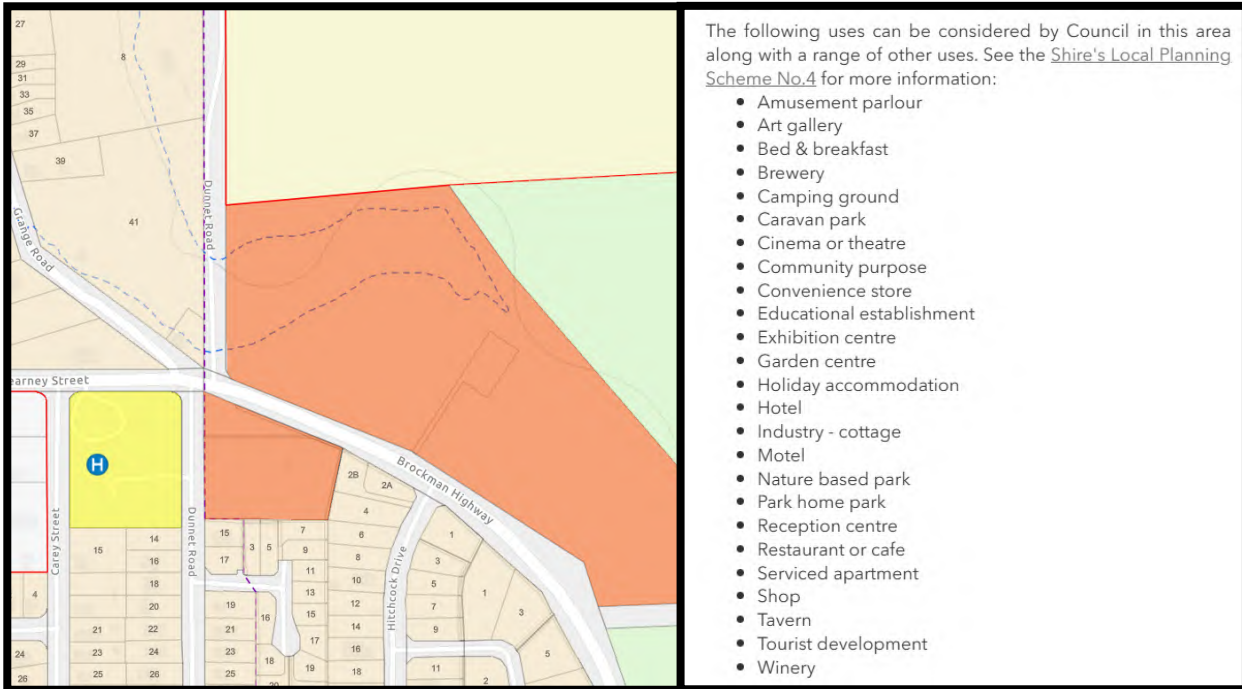 27
8
29
31
33
35
37
39
41
Dunnet Road
Grange Road
earney Street
H
Brockman Highway
Carey Street
Dunnet Road
Hitchcock Drive
2B
2A
4
6
8
10
12
14
16
18
15
14
16
18
20
21
22
23
24
25
26
4
24
26
15
17
3
5
7
9
11
13
15
17
19
19
21
23
25
16
18
20
1
3
5
7
9
11
1
3
5
2
The following uses can be considered by Council in this area
along with a range of other uses. See the Shire's Local Planning
Scheme No.4 for more information:
• Amusement parlour
• Art gallery
• Bed & breakfast
• Brewery
• Camping ground
• Caravan park
• Cinema or theatre
• Community purpose
• Convenience store
• Educational establishment
• Exhibition centre
• Garden centre
• Holiday accommodation
• Hotel
• Industry - cottage
• Motel
• Nature based park
• Park home park
• Reception centre
• Restaurant or cafe
• Serviced apartment
• Shop
• Tavern
• Tourist development
• Winery